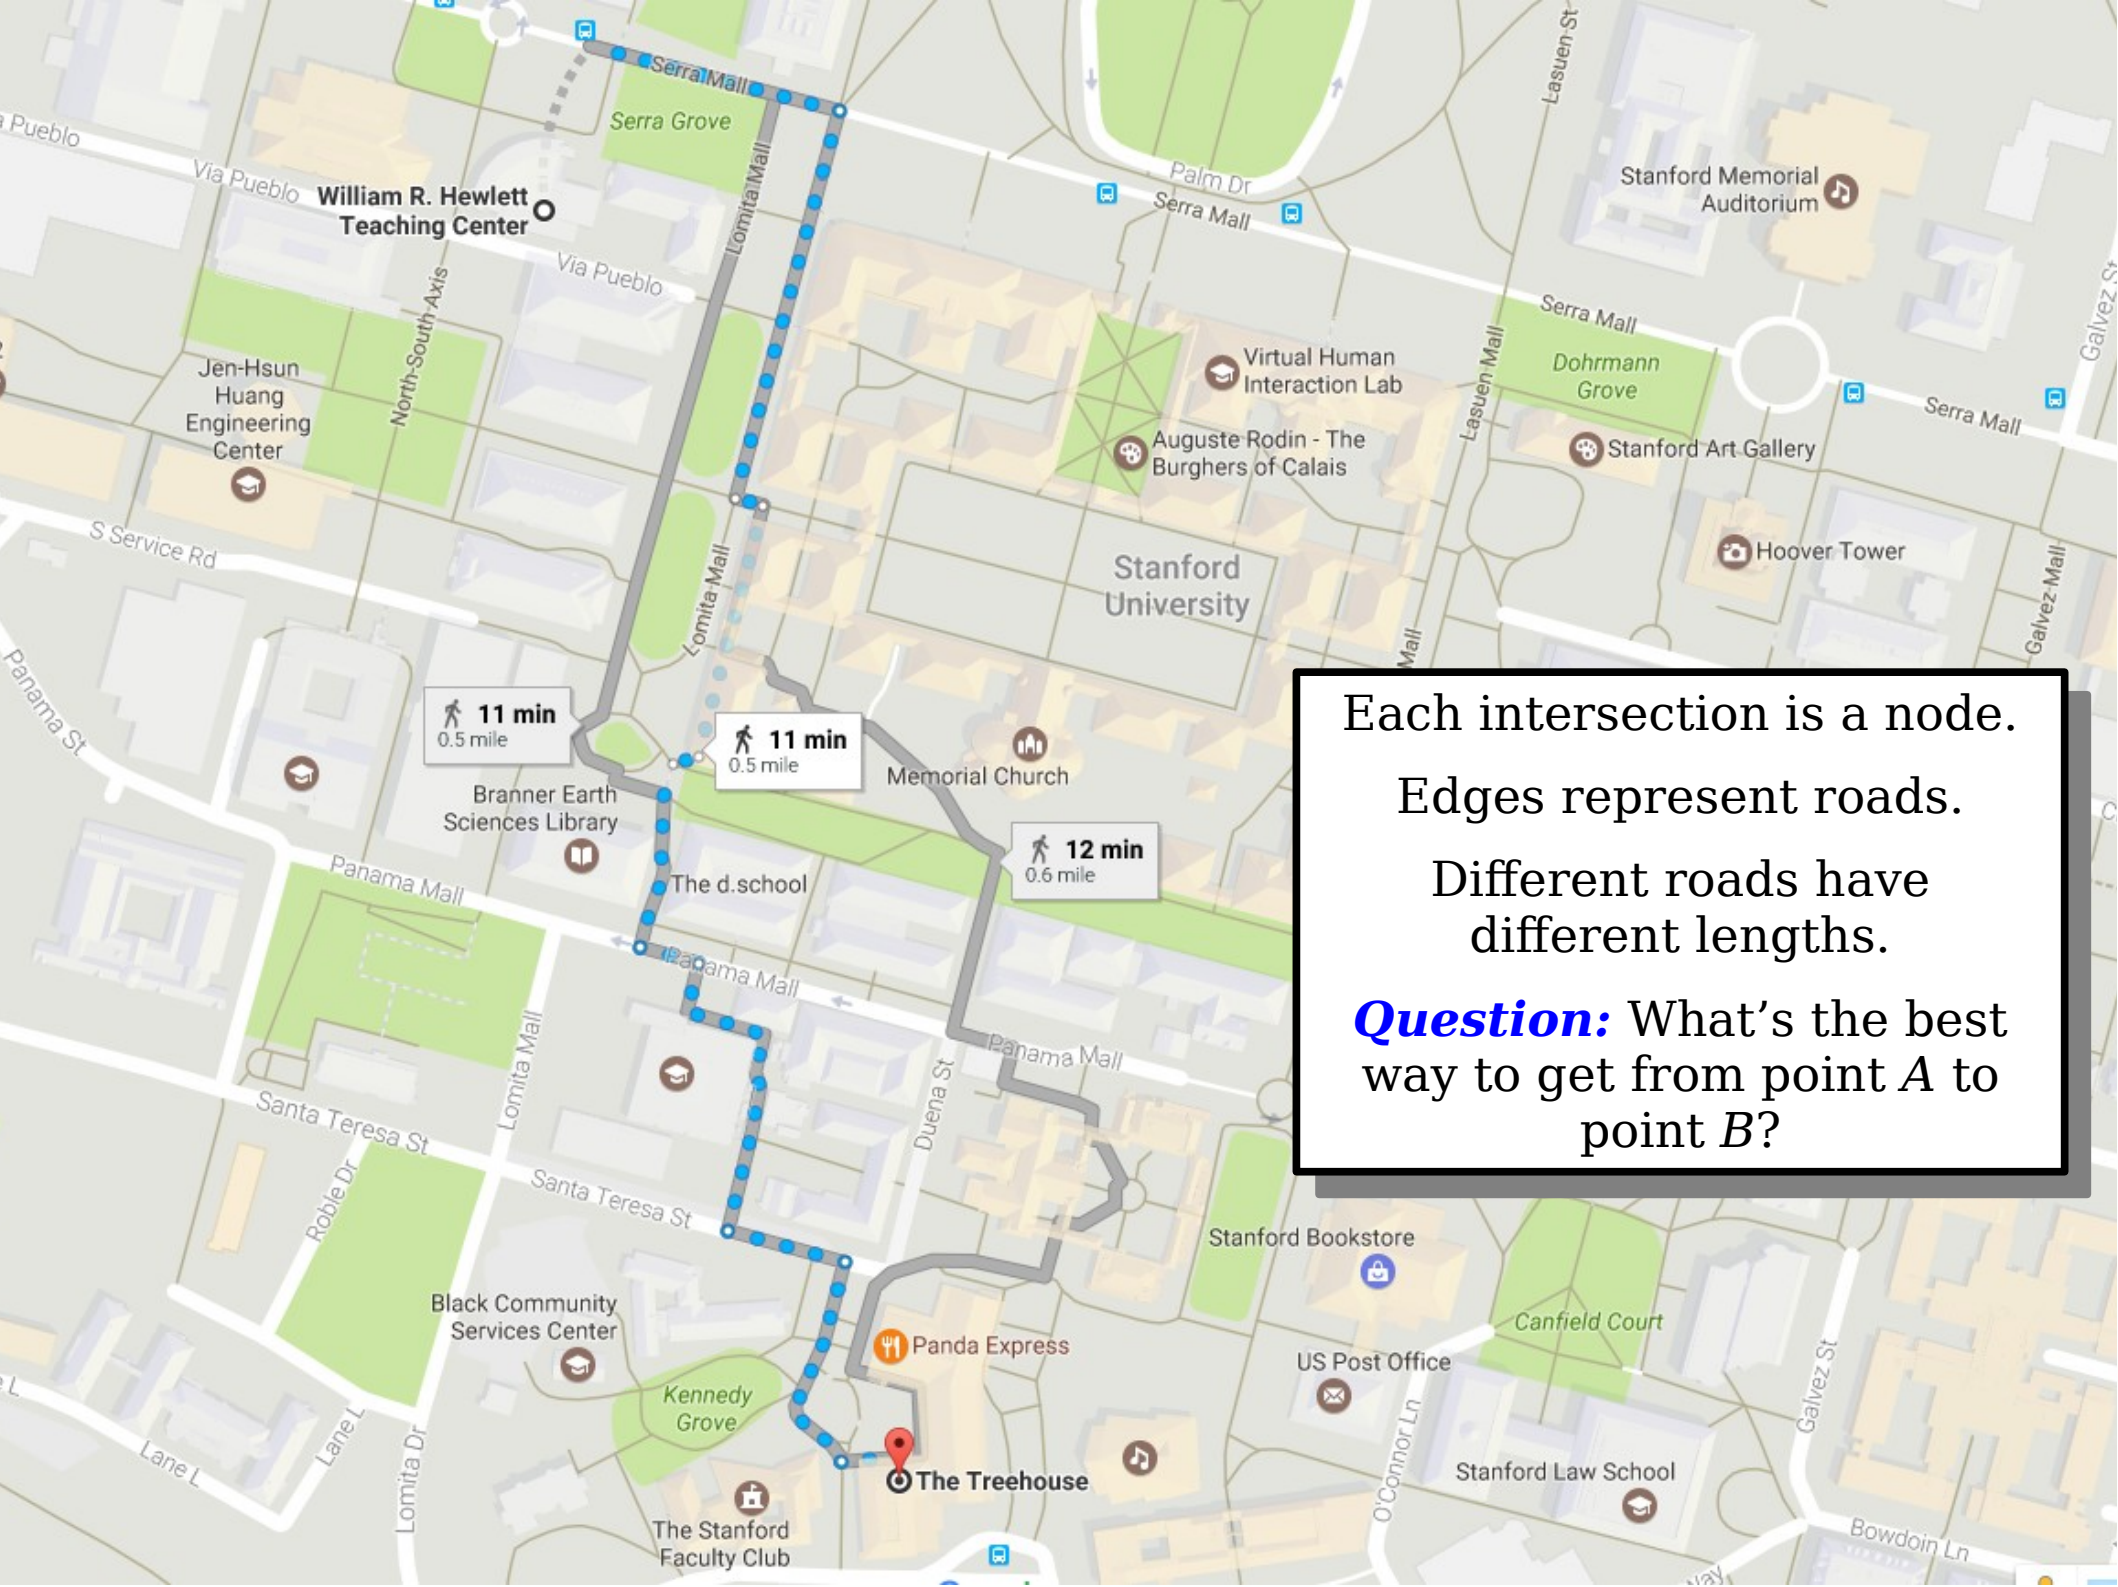 Serra Mall
Serra Grove
Pueblo
Via Pueblo
William R. Hewlett
Teaching Center
Via Pueblo
Lomita Mall
Palm Dr
Serra Mall
Lasuen St
Stanford Memorial
Auditorium
Galvez St
North-South Axis
Jen-Hsun
Huang
Engineering
Center
Virtual Human
Interaction Lab
Auguste Rodin - The
Burghers of Calais
Lasuen Mall
Serra Mall
Dohrmann
Grove
Serra Mall
Stanford Art Gallery
S Service Rd
Stanford
University
Hoover Tower
Lomita Mall
Mall
Galvez Mall
Panama St
11 min
0.5 mile
11 min
0.5 mile
Memorial Church
Branner Earth
Sciences Library
12 min
0.6 mile
The d.school
Panama Mall
Panama Mall
Panama Mall
Each intersection is a node.
Edges represent roads.
Different roads have
different lengths.
Question: What's the best
way to get from point A to
point B?
Lomita Mall
Duena St
Santa Teresa St
Roble Dr
Santa Teresa St
Stanford Bookstore
Black Community
Services Center
Panda Express
Canfield Court
US Post Office
Galvez St
Kennedy
Grove
L
Lane L
Lane L
Lomita Dr
The Treehouse
O'Connor Ln
Stanford Law School
The Stanford
Faculty Club
Bowdoin Ln
Way